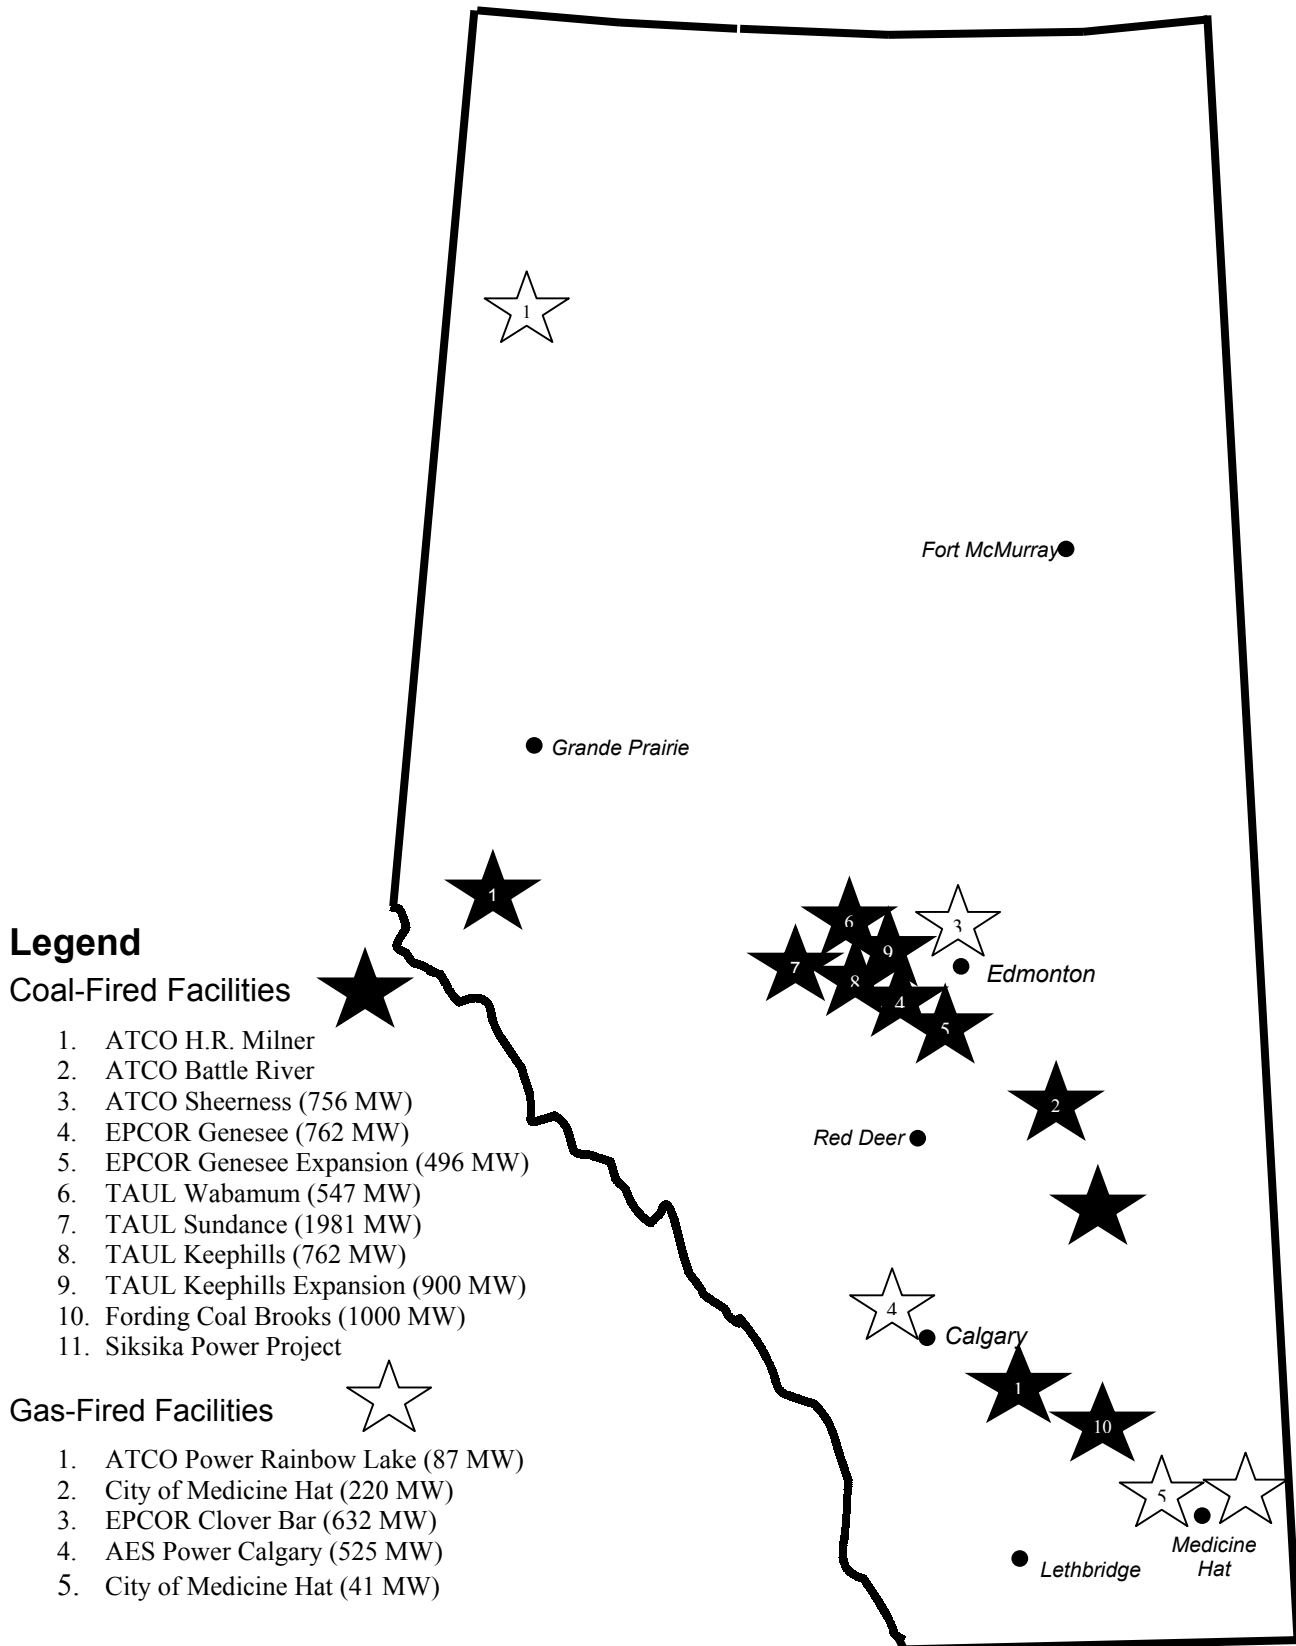 1
Fort McMurray
Grande Prairie
1
6
3
9
7
8
4
Edmonton
5
2
Red Deer
4
Calgary
1
10
5
Medicine
Hat
Lethbridge
Legend
Coal-Fired Facilities
1. ATCO H.R. Milner
2. ATCO Battle River
3. ATCO Sheerness (756 MW)
4. EPCOR Genesee (762 MW)
5. EPCOR Genesee Expansion (496 MW)
6. TAUL Wabamum (547 MW)
7. TAUL Sundance (1981 MW)
8. TAUL Keephills (762 MW)
9. TAUL Keephills Expansion (900 MW)
10. Fording Coal Brooks (1000 MW)
11. Siksika Power Project
Gas-Fired Facilities
1. ATCO Power Rainbow Lake (87 MW)
2. City of Medicine Hat (220 MW)
3. EPCOR Clover Bar (632 MW)
4. AES Power Calgary (525 MW)
5. City of Medicine Hat (41 MW)